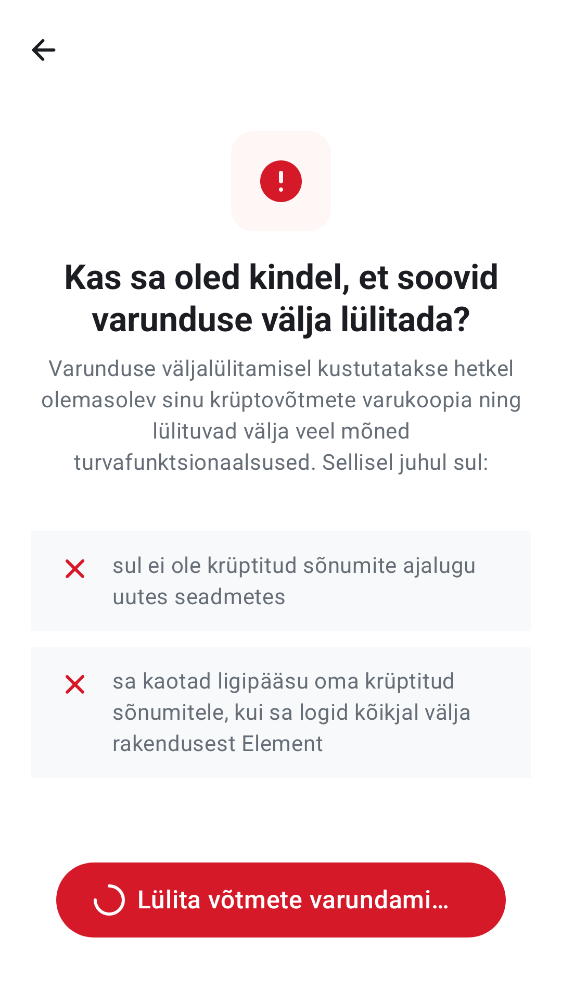 Kas sa oled kindel, et soovid
varunduse välja lülitada?
Varunduse väljalülitamisel kustutatakse hetkel
olemasolev sinu krüptovõtmete varukoopia ning
lülituvad välja veel mõned
turvafunktsionaalsused. Sellisel juhul sul:
sul ei ole krüptitud sõnumite ajalugu
uutes seadmetes
sa kaotad ligipääsu oma krüptitud
sõnumitele, kui sa logid kõikjal välja
rakendusest Element
Lülita võtmete varundami…